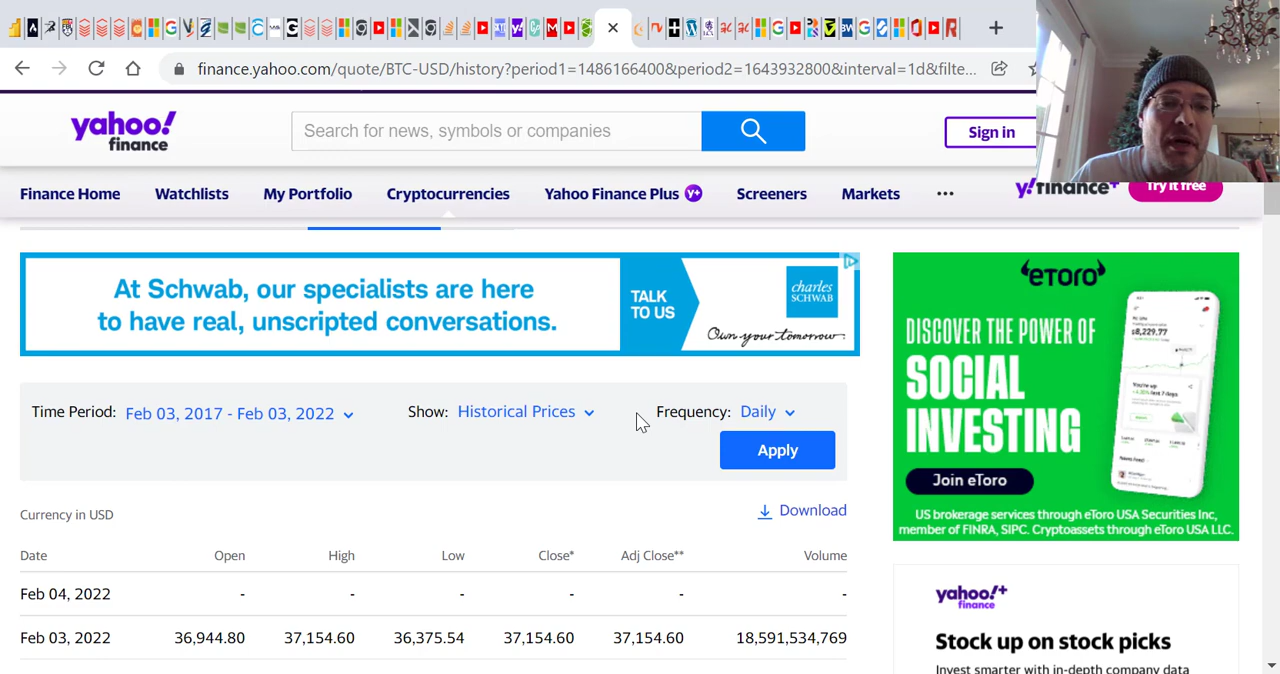 finance.yahoo.com/quote/BTC-USD/history?period1=1486166400&period2=1643932800&interval=1d&filte...
yahoo!
finance
Search for news, symbols or companies
Sign in
Finance Home
Watchlists
My Portfolio
Cryptocurrencies
Yahoo Finance Plus
Y+
Screeners
Markets
...
y!finance+
Try it free
At Schwab, our specialists are here
to have real, unscripted conversations.
TALK
TO US
charles
SCHWAB
Own your tomorrow.
eToro
DISCOVER THE POWER OF
SOCIAL
INVESTING
$8,229.77
Join eToro
US brokerage services through eToro USA Securities Inc,
member of FINRA, SIPC. Cryptoassets through eToro USA LLC.
Time Period: Feb 03, 2017 - Feb 03, 2022
Show: Historical Prices
Frequency: Daily
Apply
Currency in USD
Download
Date Open High Low Close* Adj Close** Volume
Feb 04, 2022 - - - - - -
Feb 03, 2022 36,944.80 37,154.60 36,375.54 37,154.60 37,154.60 18,591,534,769
yahoo!+
finance
Stock up on stock picks
Invest smarter with in-depth company data